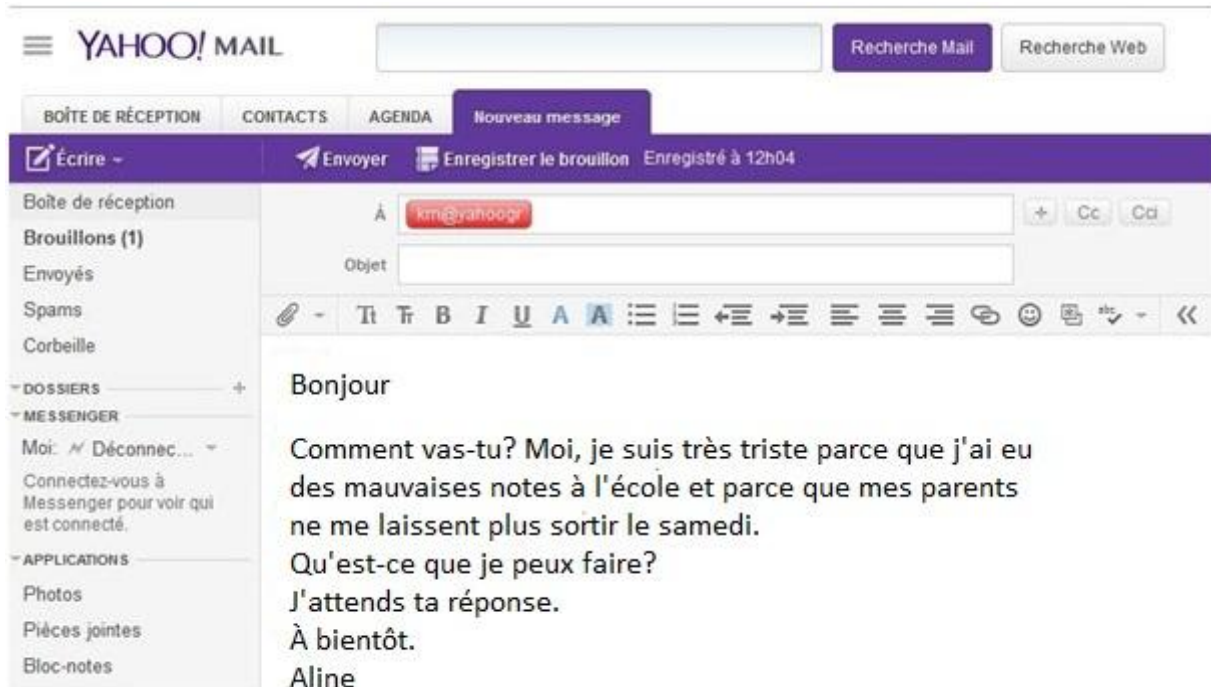 YAHOO! MAIL
Recherche Mail
Recherche Web
BOÎTE DE RÉCEPTION
CONTACTS
AGENDA
Nouveau message
Écrire
Envoyer
Enregistrer le brouillon
Enregistré à 12h04
Boîte de réception
À
km@yahoogr
Cc
Cci
Brouillons (1)
Objet
Envoyés
Spams
Corbeille
DOSSIERS
MESSENGER
Moi: Déconnec...
Connectez-vous à
Messenger pour voir qui
est connecté.
APPLICATIONS
Photos
Pièces jointes
Bloc-notes
Bonjour
Comment vas-tu? Moi, je suis très triste parce que j'ai eu
des mauvaises notes à l'école et parce que mes parents
ne me laissent plus sortir le samedi.
Qu'est-ce que je peux faire?
J'attends ta réponse.
À bientôt.
Aline